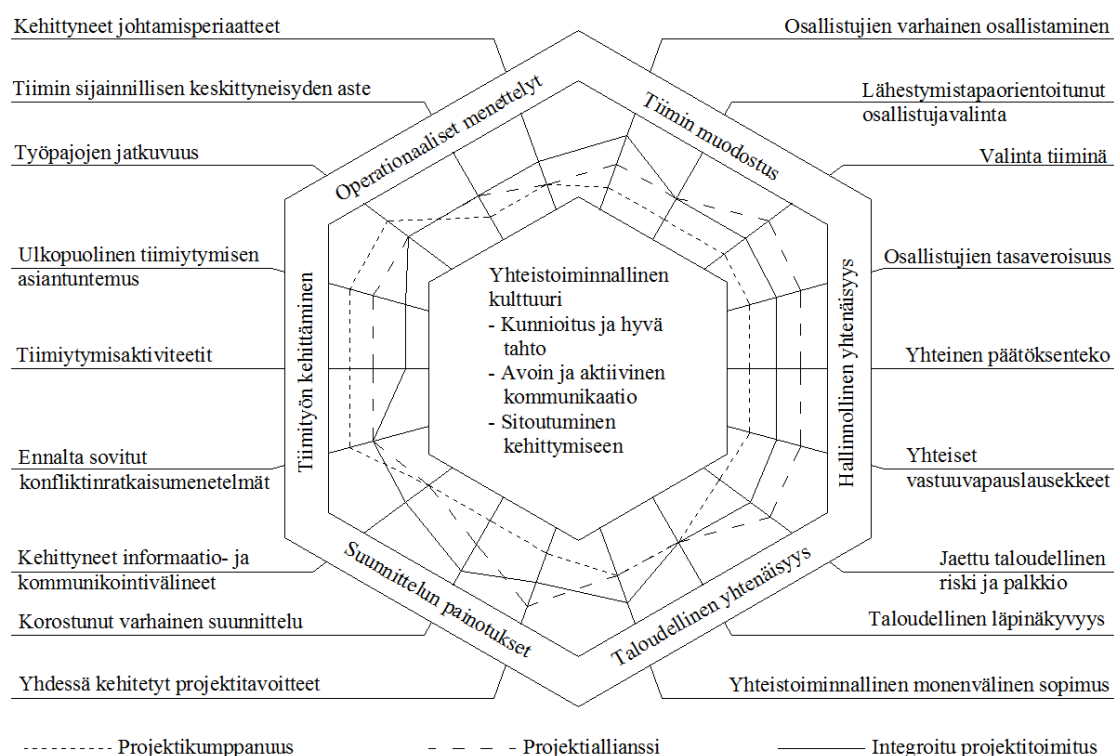 Kehittyneet johtamisperiaatteet
Tiimin sijainnillisen keskittyneisyden aste
Työpajojen jatkuvuus
Ulkopuolinen tiimiytymisen
asiantuntemus
Tiimiytymisaktiviteetit
Ennalta sovitut
konfliktinratkaisumenetelmät
Kehittyneet informaatio- ja
kommunikointivälineet
Korostunut varhainen suunnittelu
Yhdessä kehitetyt projektitavoitteet
Operationaaliset menettelyt
Tiimin muodostus
Timityön kehittäminen
Hallinnollinen yhtenäisyys
Suunnittelun painotukset
Taloudellinen yhtenäisyys
Yhteistoiminnallinen
kulttuuri
- Kunnioitus ja hyvä
tahto
- Avoin ja aktiivinen
kommunikaatio
- Sitoutuminen
kehittymiseen
Osallistujien varhainen osallistaminen
Lähestymistapaorientoitunut
osallistujavalinta
Valinta tiiminä
Osallistujien tasaveroisuus
Yhteinen päätöksenteko
Yhteiset
vastuuvapauslausekkeet
Jaettu taloudellinen
riski ja palkkio
Taloudellinen läpinäkyvyys
Yhteistoiminnallinen monenvälinen sopimus
Projektikumppanuus
Projektiallianssi
Integroitu projektitoimitus